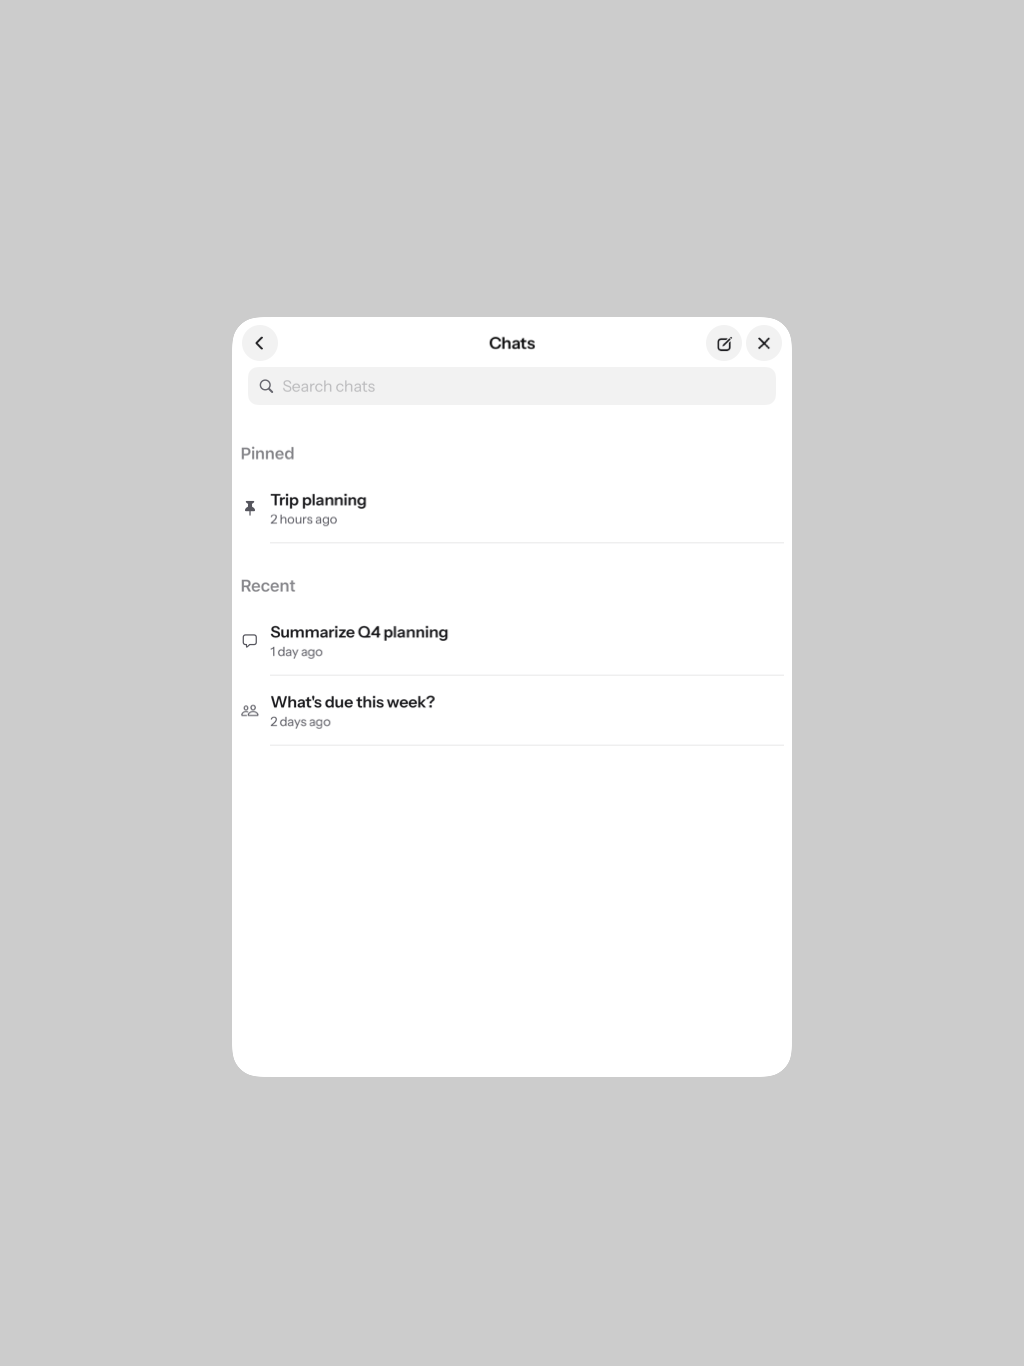 Chats
Search chats
Pinned
Trip planning
2 hours ago
Recent
Summarize Q4 planning
1 day ago
What's due this week?
2 days ago